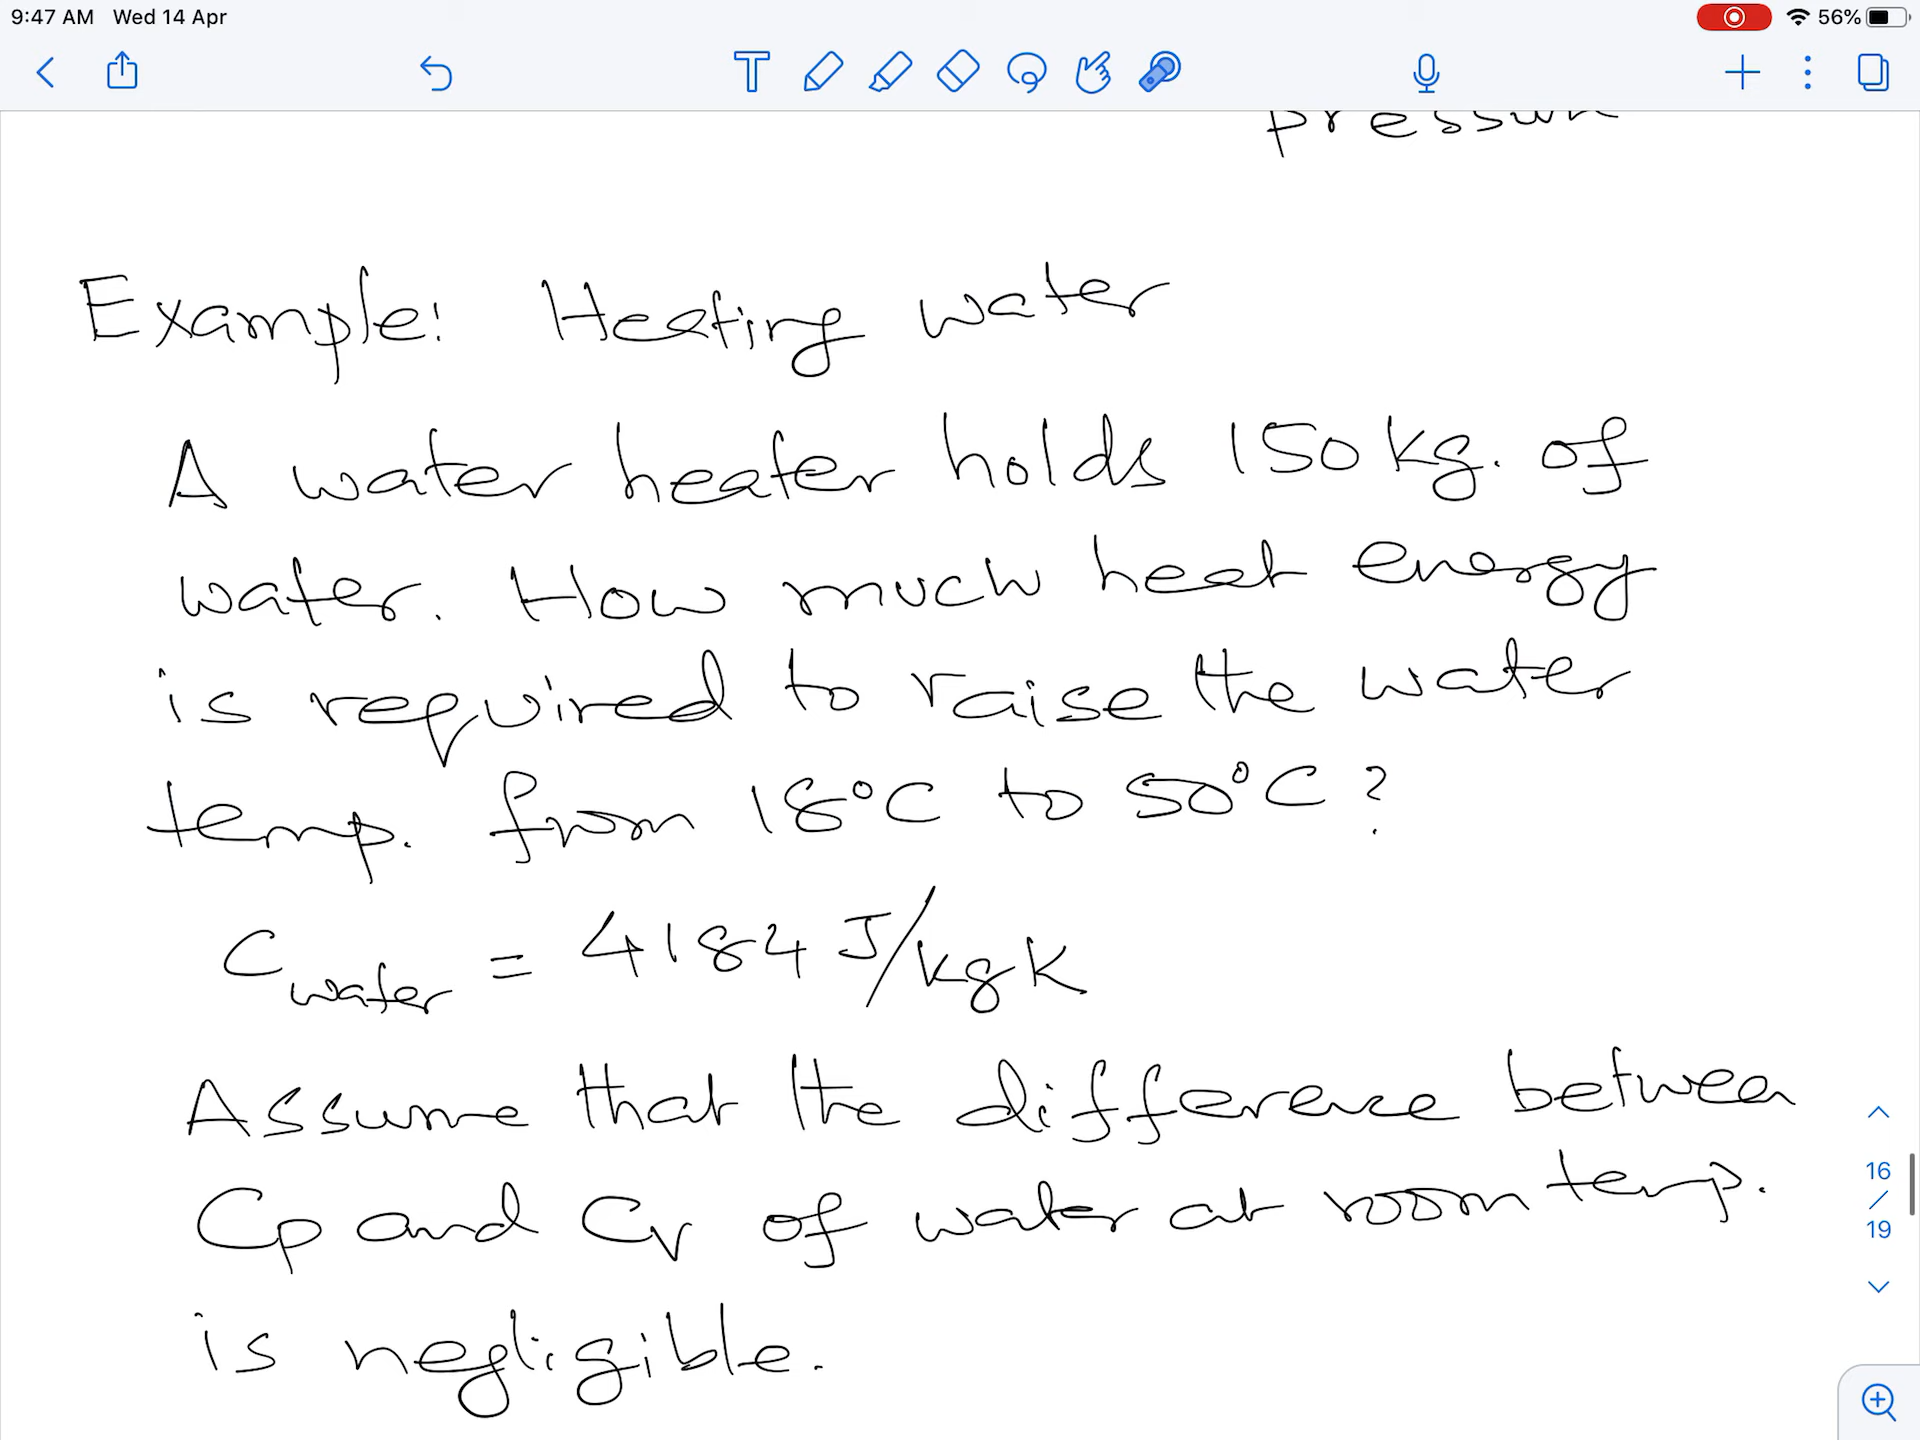 9:47 AM Wed 14 Apr
56%
T
pressure
Example: Heating water
A water heater holds 150 kg. of
water. How much heat energy
is required to raise the water
temp. from 18°C to 50°C?
C water = 4184 J/kgK
Assume that the difference between
Cp and Cv of water at room temp.
is negligible.
16
/
19